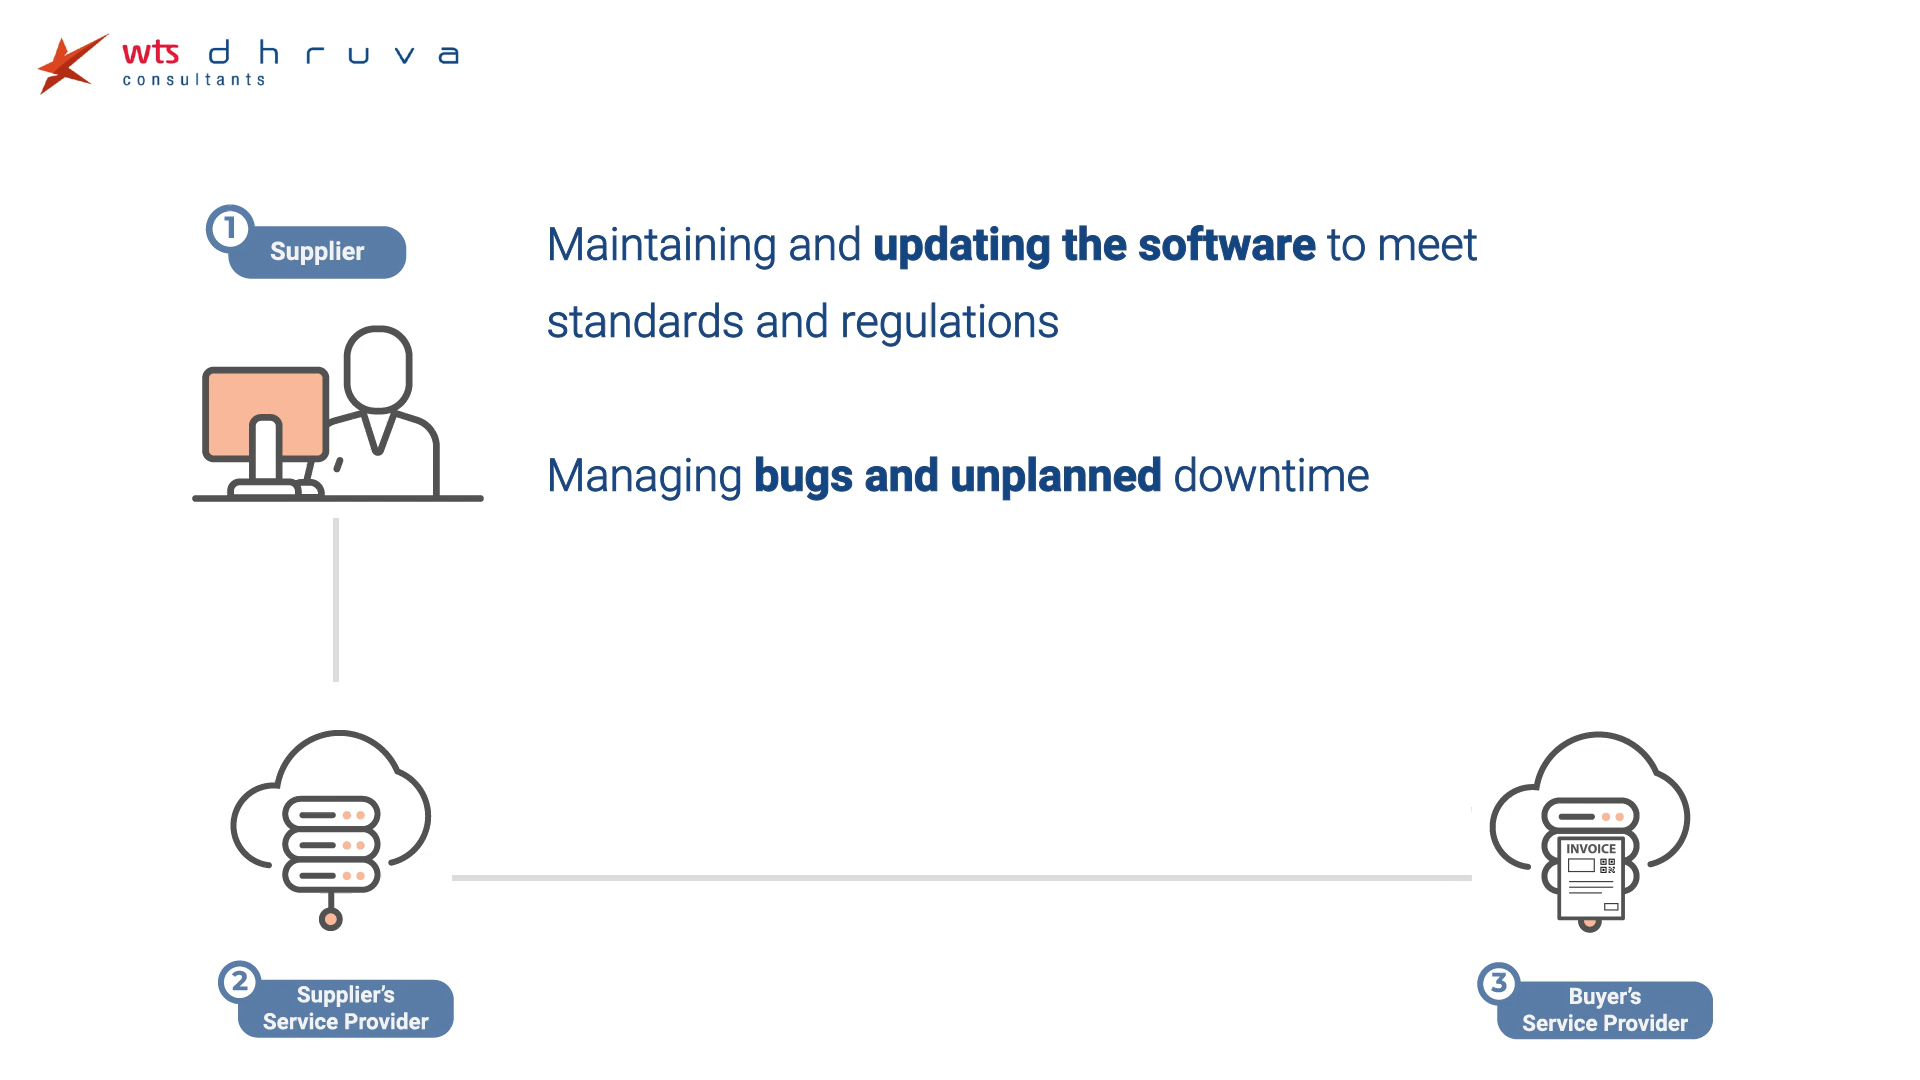 wts dhruva
consultants
1
Supplier
Maintaining and updating the software to meet
standards and regulations
Managing bugs and unplanned downtime
INVOICE
2
Supplier's
Service Provider
3
Buyer's
Service Provider